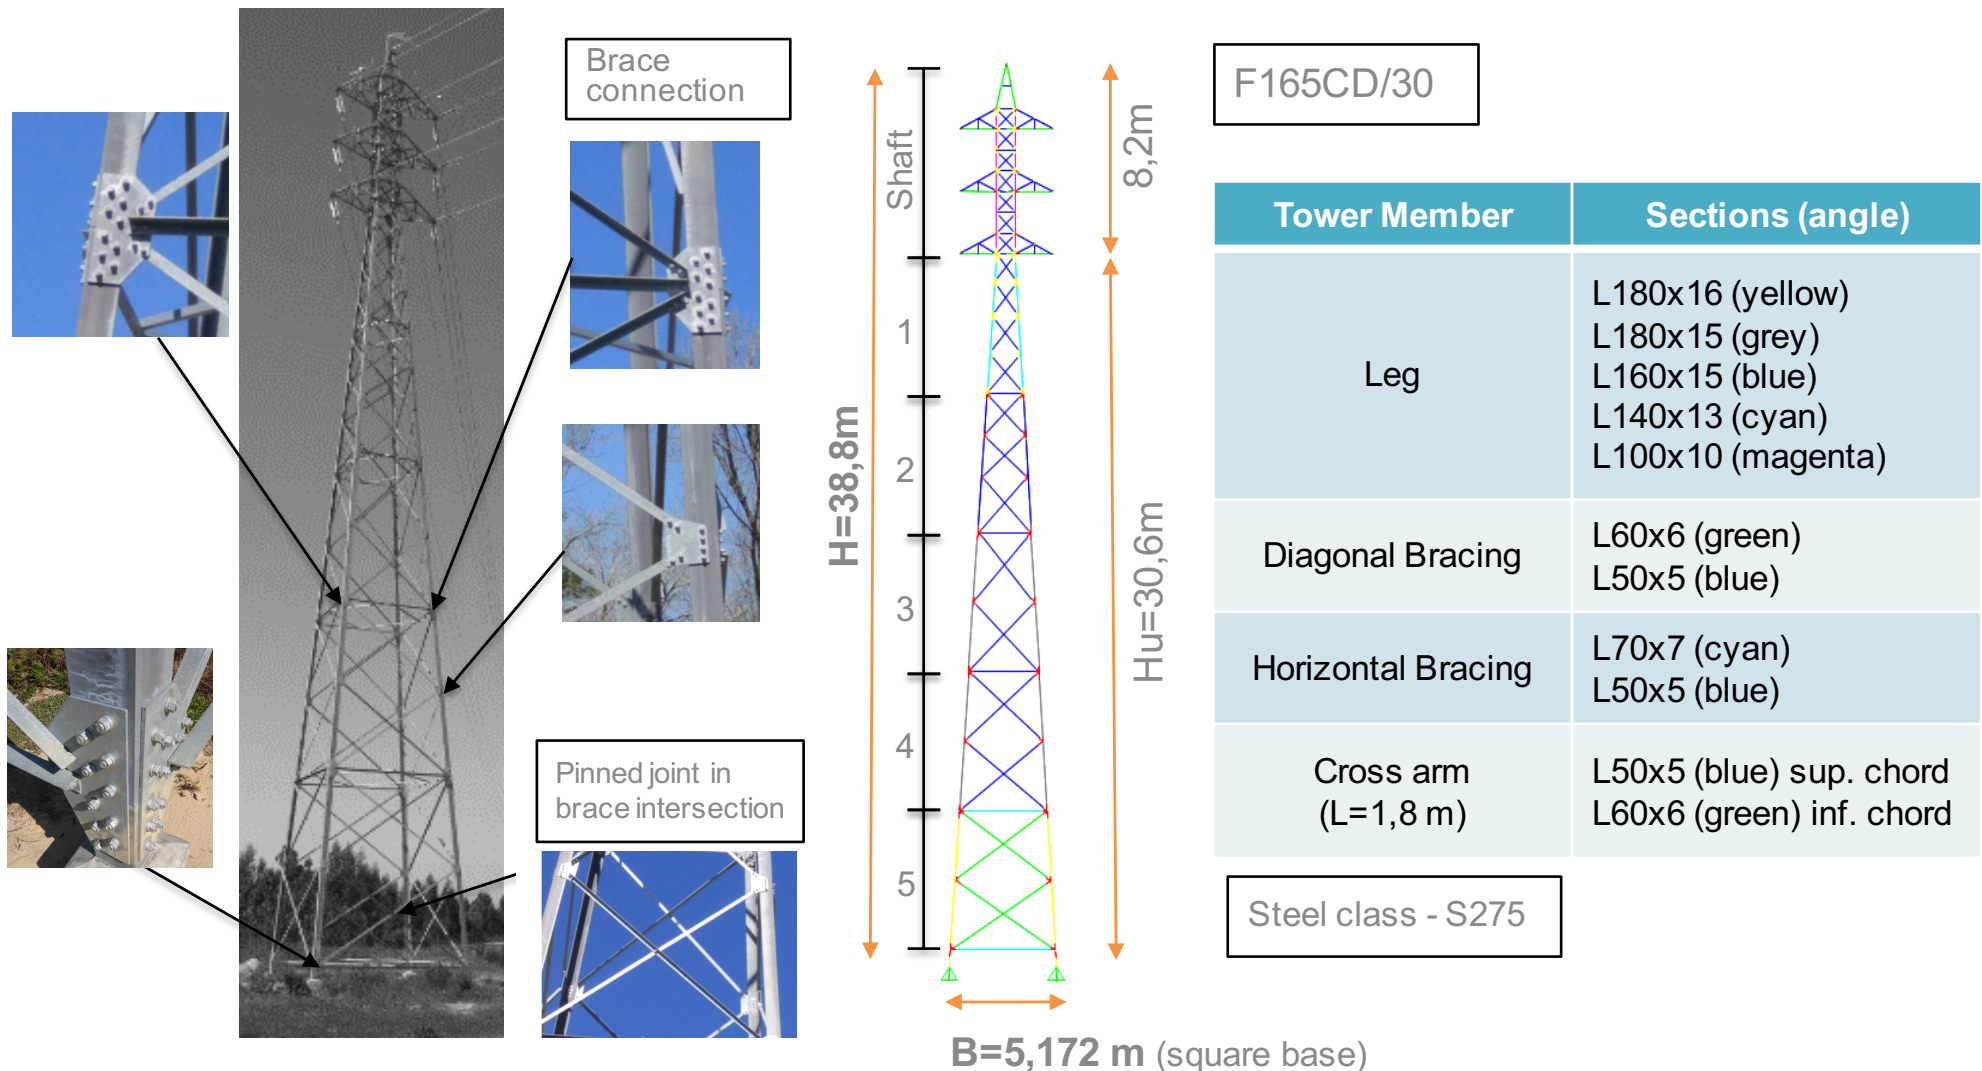 Brace
connection
F165CD/30
Shaft
8,2m
Tower Member
Sections (angle)
Leg
L180x16 (yellow)
L180x15 (grey)
L160x15 (blue)
L140x13 (cyan)
L100x10 (magenta)
1
2
3
4
5
H=38,8m
Hu=30,6m
Diagonal Bracing
L60x6 (green)
L50x5 (blue)
Horizontal Bracing
L70x7 (cyan)
L50x5 (blue)
Cross arm
(L=1,8 m)
L50x5 (blue) sup. chord
L60x6 (green) inf. chord
Pinned joint in
brace intersection
Steel class - S275
B=5,172 m (square base)